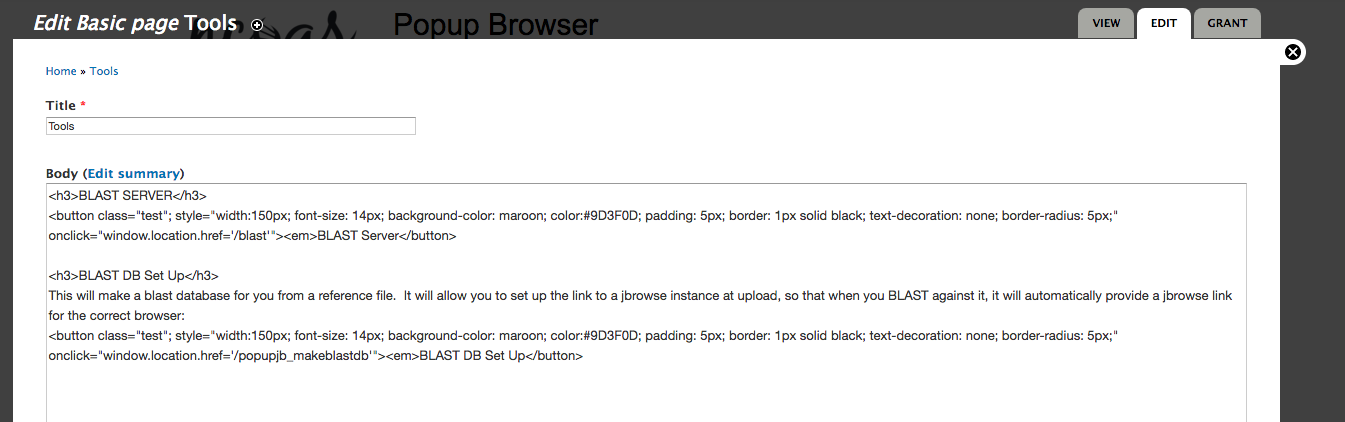 Edit Basic page Tools
Popup Browser
VIEW
EDIT
GRANT
Home » Tools
Title *
Tools
Body (Edit summary)
<h3>BLAST SERVER</h3>
<button class="test"; style="width:150px; font-size: 14px; background-color: maroon; color:#9D3F0D; padding: 5px; border: 1px solid black; text-decoration: none; border-radius: 5px;"
onclick="window.location.href='/blast'"><em>BLAST Server</button>
<h3>BLAST DB Set Up</h3>
This will make a blast database for you from a reference file.  It will allow you to set up the link to a jbrowse instance at upload, so that when you BLAST against it, it will automatically provide a jbrowse link
for the correct browser:
<button class="test"; style="width:150px; font-size: 14px; background-color: maroon; color:#9D3F0D; padding: 5px; border: 1px solid black; text-decoration: none; border-radius: 5px;"
onclick="window.location.href='/popupjb_makeblastdb'"><em>BLAST DB Set Up</button>